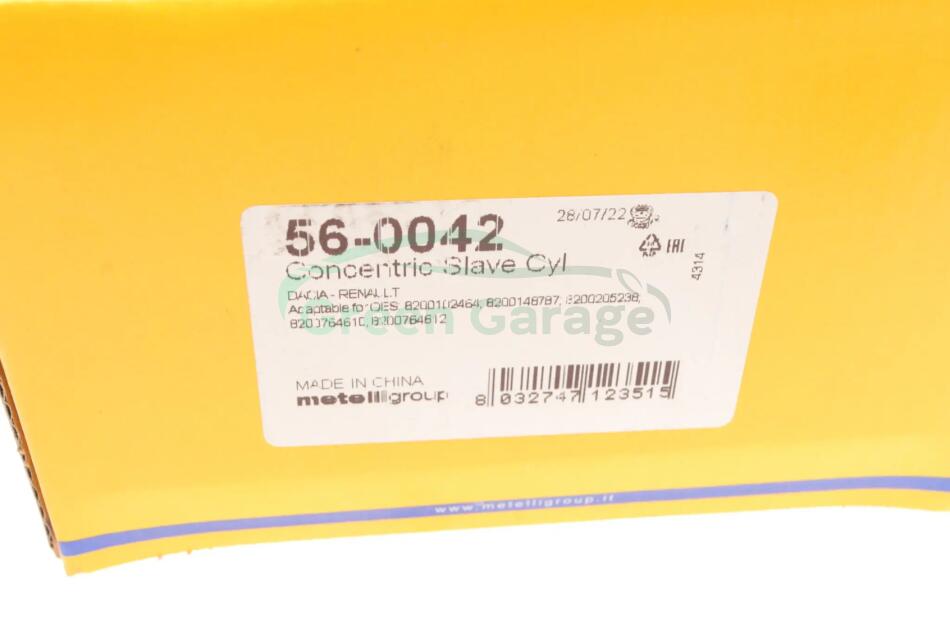 56-0042
28/07/22
Concentric Slave Cyl
EAC
4314
DACIA - RENAULT
Adaptable for OES: 8200102464; 8200148787; 8200205238;
8200764610; 8200764612
Green Garage
MADE IN CHINA
metelligroup
8 032747 123515
www.metelligroup.it